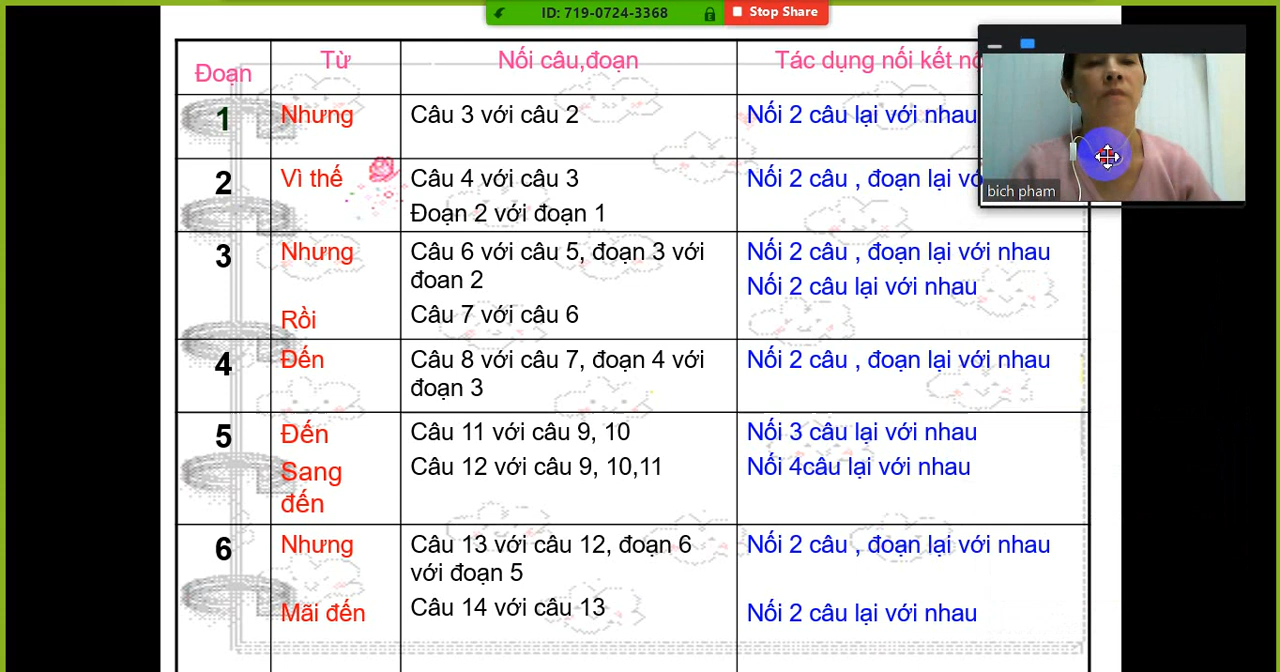 ID: 719-0724-3368 Stop Share
Đoạn Từ Nối câu,đoạn Tác dụng nối kết
1 Nhưng Câu 3 với câu 2 Nối 2 câu lại với nhau
2 Vì thế Câu 4 với câu 3 Nối 2 câu , đoạn lại
Đoạn 2 với đoạn 1
bich pham
3 Nhưng Câu 6 với câu 5, đoạn 3 với Nối 2 câu , đoạn lại với nhau
đoan 2 Nối 2 câu lại với nhau
Rồi Câu 7 với câu 6
4 Đến Câu 8 với câu 7, đoạn 4 với Nối 2 câu , đoạn lại với nhau
đoạn 3
5 Đến Câu 11 với câu 9, 10 Nối 3 câu lại với nhau
Sang Câu 12 với câu 9, 10,11 Nối 4câu lại với nhau
đến
6 Nhưng Câu 13 với câu 12, đoạn 6 Nối 2 câu , đoạn lại với nhau
với đoạn 5
Mãi đến Câu 14 với câu 13 Nối 2 câu lại với nhau